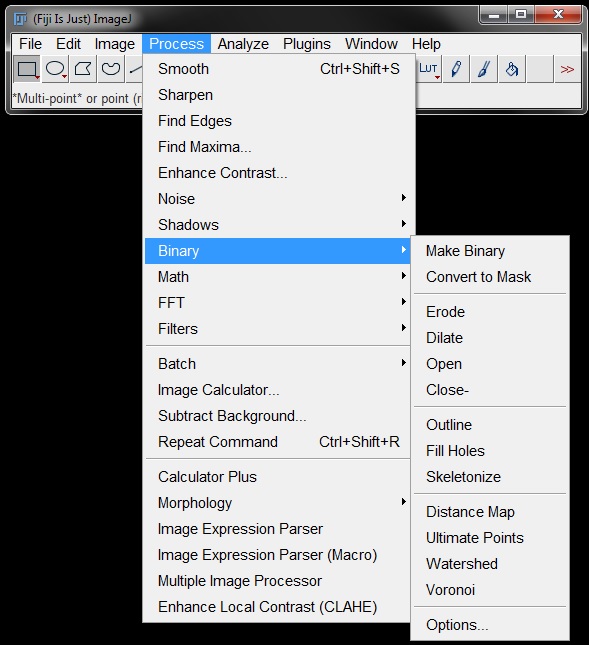 (Fiji Is Just) ImageJ
File Edit Image Process Analyze Plugins Window Help
LUT >>
*Multi-point* or point (r
Smooth Ctrl+Shift+S
Sharpen
Find Edges
Find Maxima...
Enhance Contrast...
Noise
Shadows
Binary
Math
FFT
Filters
Batch
Image Calculator...
Subtract Background...
Repeat Command Ctrl+Shift+R
Calculator Plus
Morphology
Image Expression Parser
Image Expression Parser (Macro)
Multiple Image Processor
Enhance Local Contrast (CLAHE)
Make Binary
Convert to Mask
Erode
Dilate
Open
Close-
Outline
Fill Holes
Skeletonize
Distance Map
Ultimate Points
Watershed
Voronoi
Options...